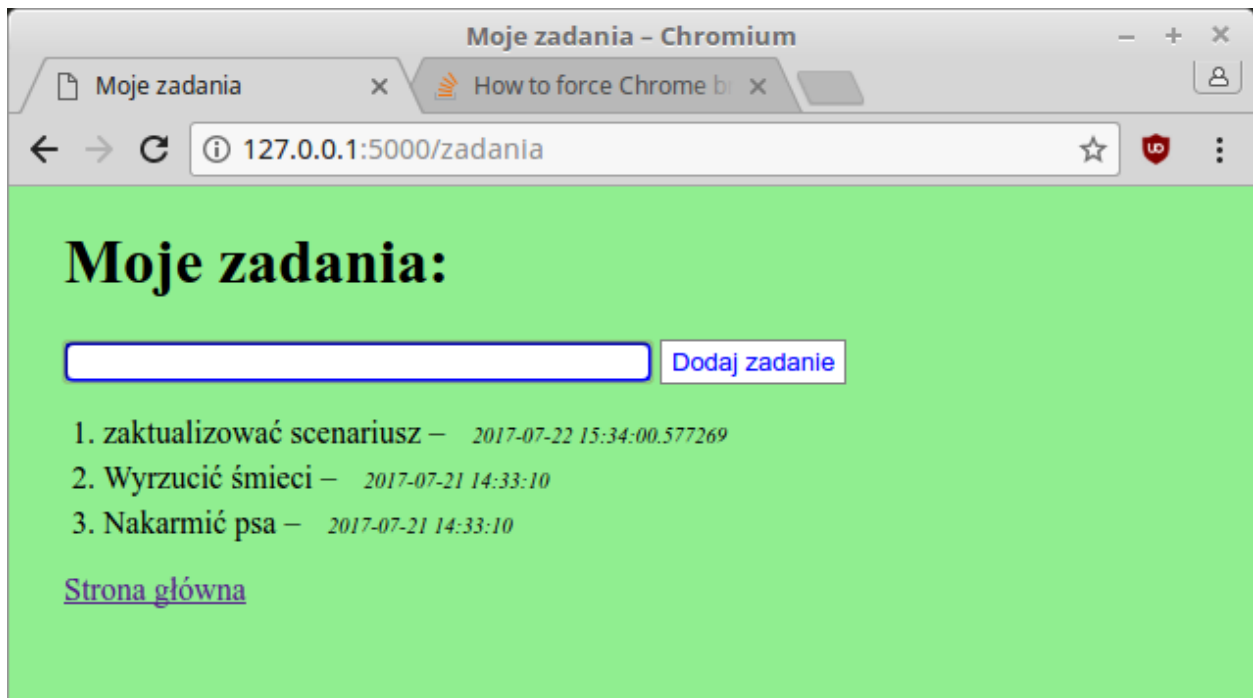 Moje zadania – Chromium
Moje zadania
How to force Chrome b
127.0.0.1:5000/zadania
Moje zadania:
Dodaj zadanie
1. zaktualizować scenariusz – 2017-07-22 15:34:00.577269
2. Wyrzucić śmieci – 2017-07-21 14:33:10
3. Nakarmić psa – 2017-07-21 14:33:10
Strona główna